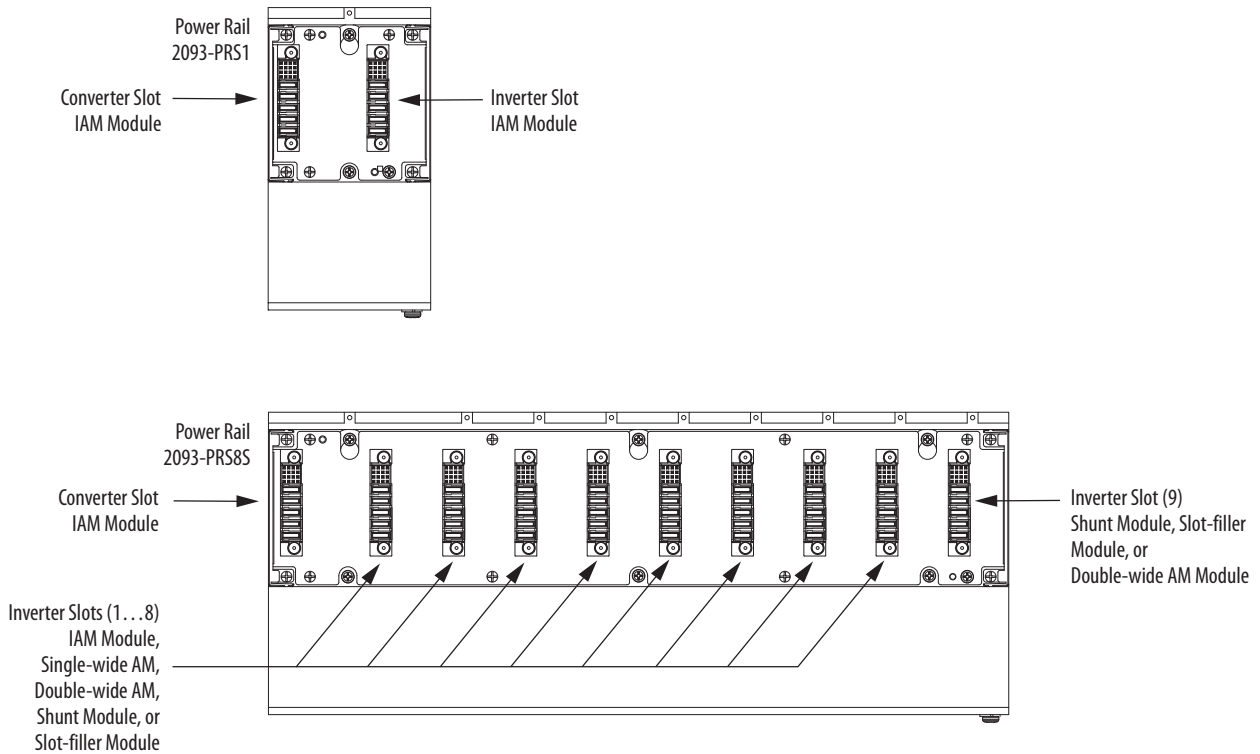 Power Rail
2093-PRS1
Converter Slot
IAM Module
Inverter Slot
IAM Module
Power Rail
2093-PRS8S
Converter Slot
IAM Module
Inverter Slot (9)
Shunt Module, Slot-filler
Module, or
Double-wide AM Module
Inverter Slots (1...8)
IAM Module,
Single-wide AM,
Double-wide AM,
Shunt Module, or
Slot-filler Module